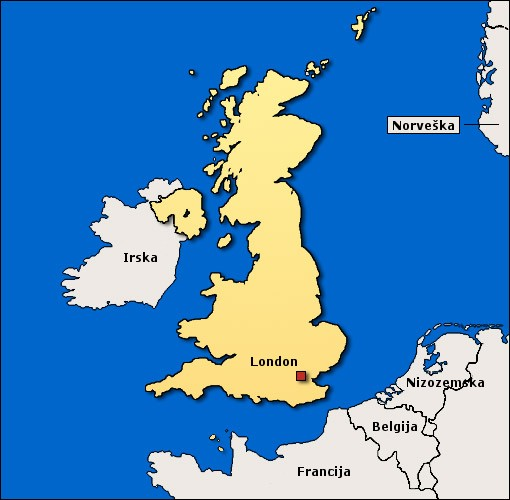 Norveška
Irska
London
Nizozemska
Belgija
Francija